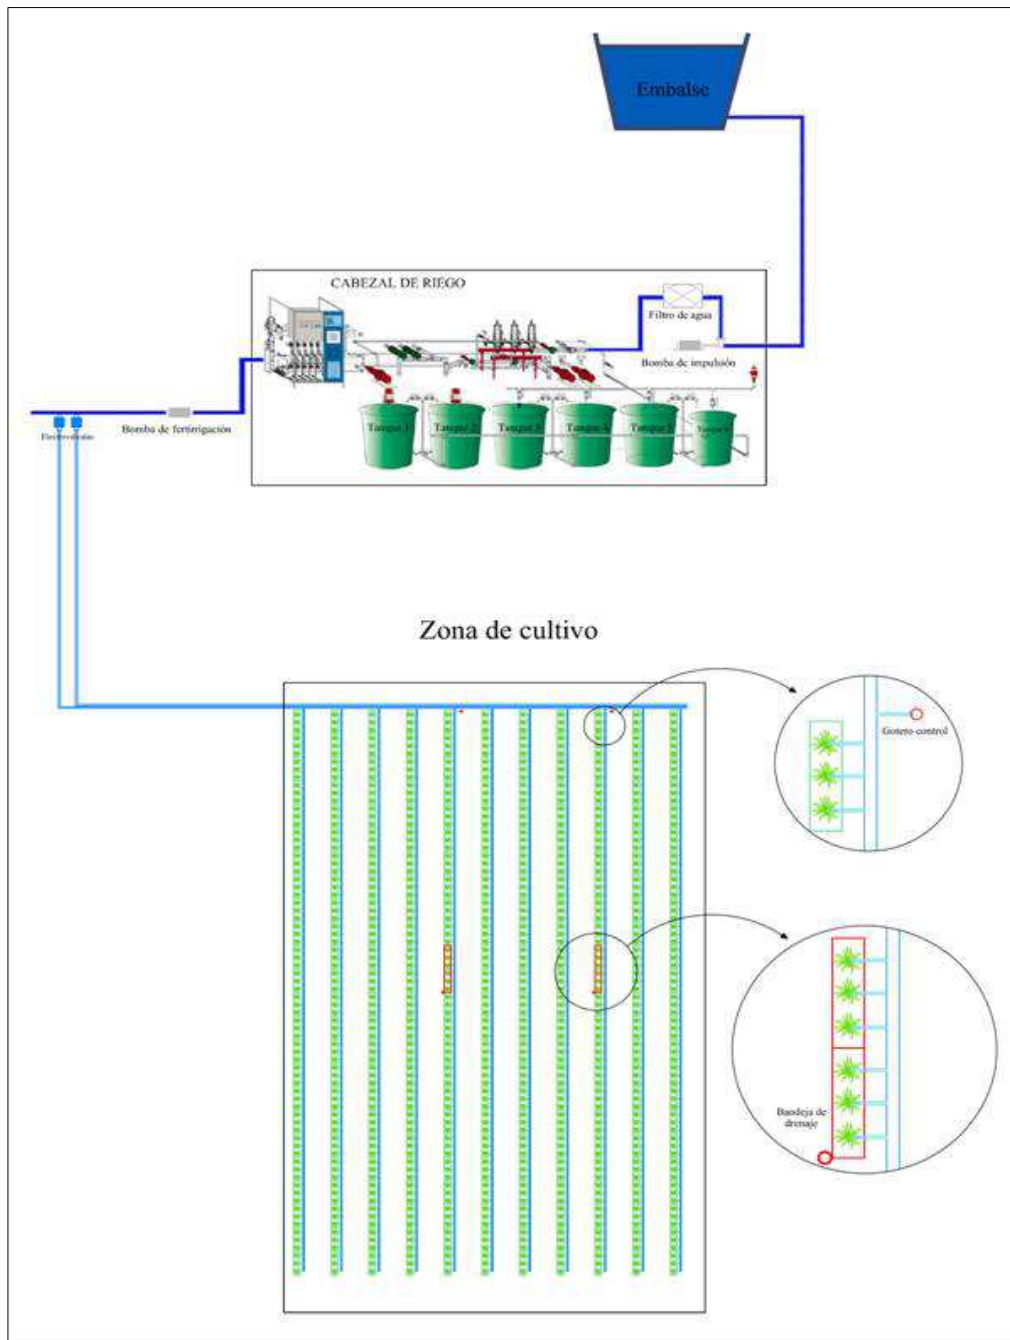 Embalse
CABEZAL DE RIEGO
Filtro de agua
Bomba de impulsión
Tanque 1
Tanque 2
Tanque 3
Tanque 4
Tanque 5
Bomba de fertirrigación
Zona de cultivo
Gotero control
Bandeja de
drenaje